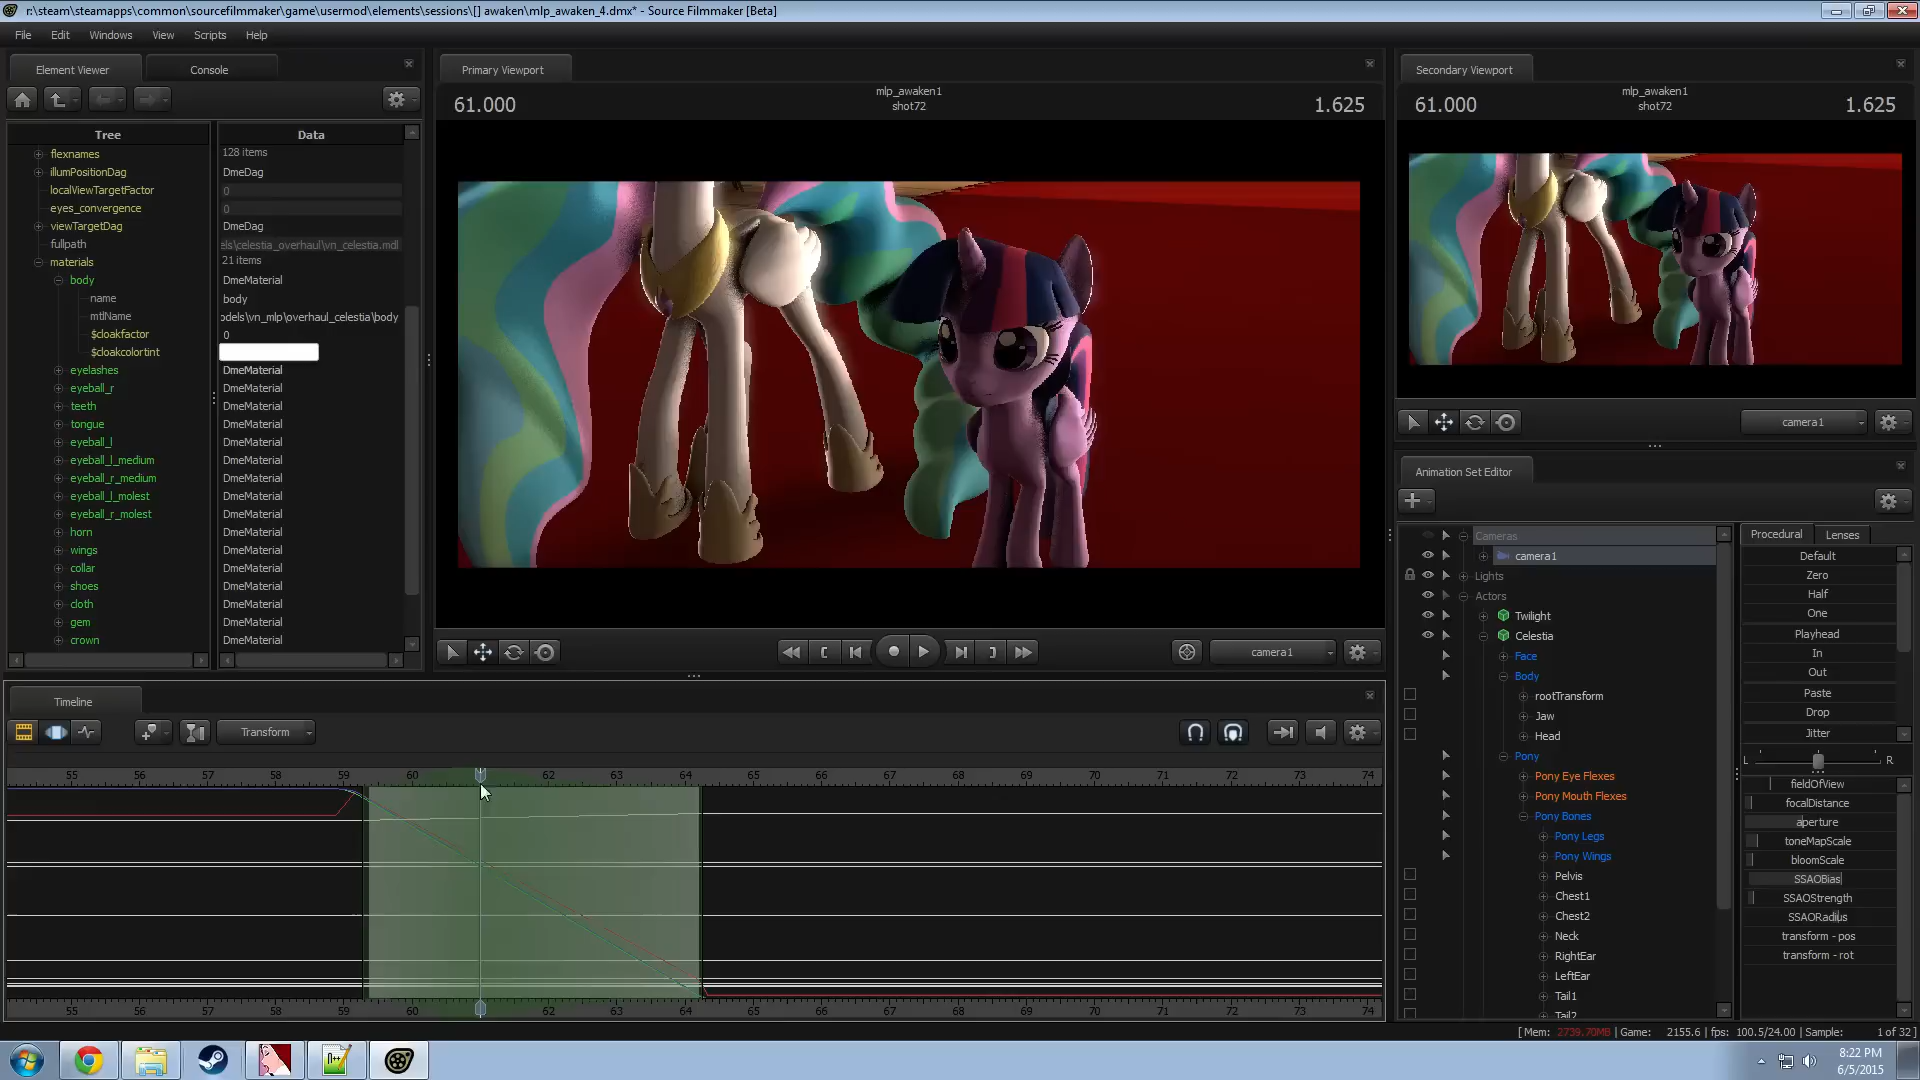 r:\steam\steamapps\common\sourcefilmmaker\game\usermod\elements\sessions\[] awaken\mlp_awaken_4.dmx* - Source Filmmaker [Beta]
File Edit Windows View Scripts Help
Element Viewer Console
Tree Data
flexnames 128 items
illumPositionDag DmeDag
localViewTargetFactor 0
eyes_convergence 0
viewTargetDag DmeDag
fullpath els\celestia_overhaul\vn_celestia.mdl
materials 21 items
body DmeMaterial
name body
mtlName odels\vn_mlp\overhaul_celestia\body
$cloakfactor 0
$cloakcolortint
eyelashes DmeMaterial
eyeball_r DmeMaterial
teeth DmeMaterial
tongue DmeMaterial
eyeball_l DmeMaterial
eyeball_l_medium DmeMaterial
eyeball_r_medium DmeMaterial
eyeball_l_molest DmeMaterial
eyeball_r_molest DmeMaterial
horn DmeMaterial
wings DmeMaterial
collar DmeMaterial
shoes DmeMaterial
cloth DmeMaterial
gem DmeMaterial
crown DmeMaterial
Primary Viewport
61.000 mlp_awaken1 1.625
shot72
camera1
Secondary Viewport
61.000 mlp_awaken1 1.625
shot72
camera1
Animation Set Editor
Cameras
camera1
Lights
Actors
Twilight
Celestia
Face
Body
rootTransform
Jaw
Head
Pony
Pony Eye Flexes
Pony Mouth Flexes
Pony Bones
Pony Legs
Pony Wings
Pelvis
Chest1
Chest2
Neck
RightEar
LeftEar
Tail1
Tail2
Procedural Lenses
Default
Zero
Half
One
Playhead
In
Out
Paste
Drop
Jitter
L R
fieldOfView
focalDistance
aperture
toneMapScale
bloomScale
SSAOBias
SSAOStrength
SSAORadius
transform - pos
transform - rot
Timeline
Transform
55 56 57 58 59 60 62 63 64 65 66 67 68 69 70 71 72 73 74
55 56 57 58 59 60 62 63 64 65 66 67 68 69 70 71 72 73 74
[ Mem: 2739.70MB | Game: 2155.6 | fps: 100.5/24.00 | Sample: 1 of 32 ]
8:22 PM
6/5/2015